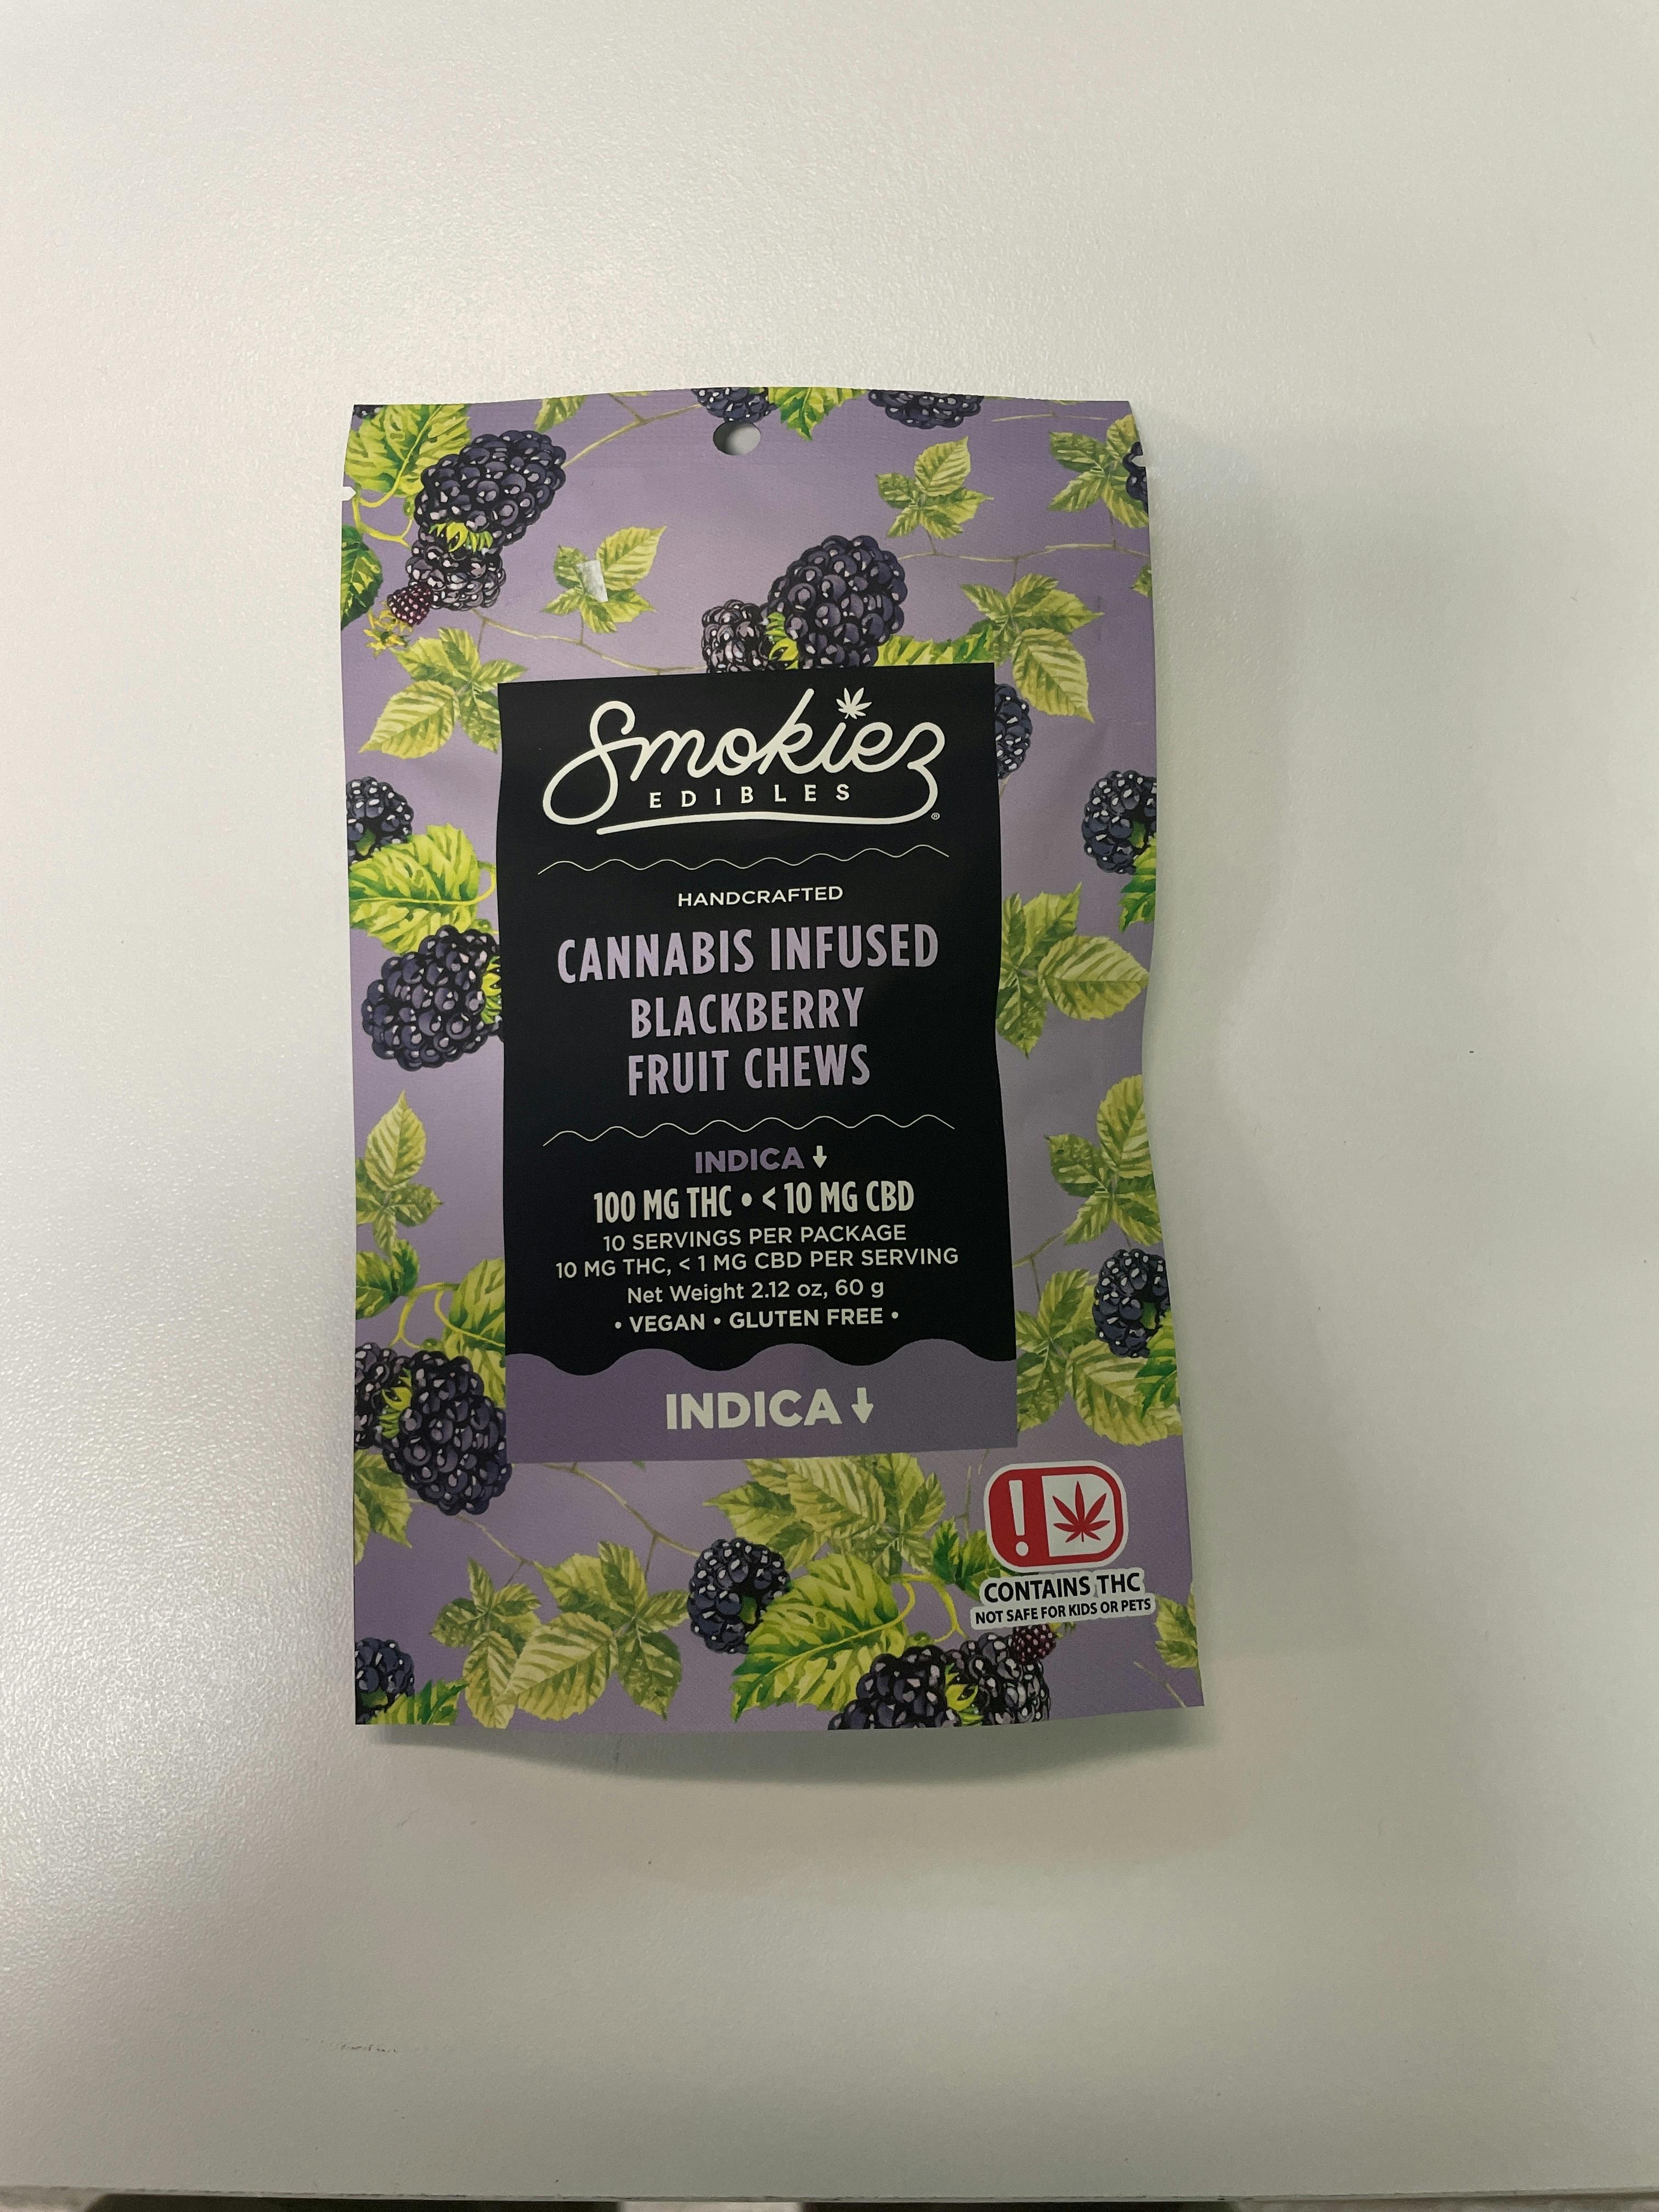 Smokiez
EDIBLES
®
HANDCRAFTED
CANNABIS INFUSED
BLACKBERRY
FRUIT CHEWS
INDICA
100 MG THC • < 10 MG CBD
10 SERVINGS PER PACKAGE
10 MG THC, < 1 MG CBD PER SERVING
Net Weight 2.12 oz, 60 g
• VEGAN • GLUTEN FREE •
INDICA
!
CONTAINS THC
NOT SAFE FOR KIDS OR PETS